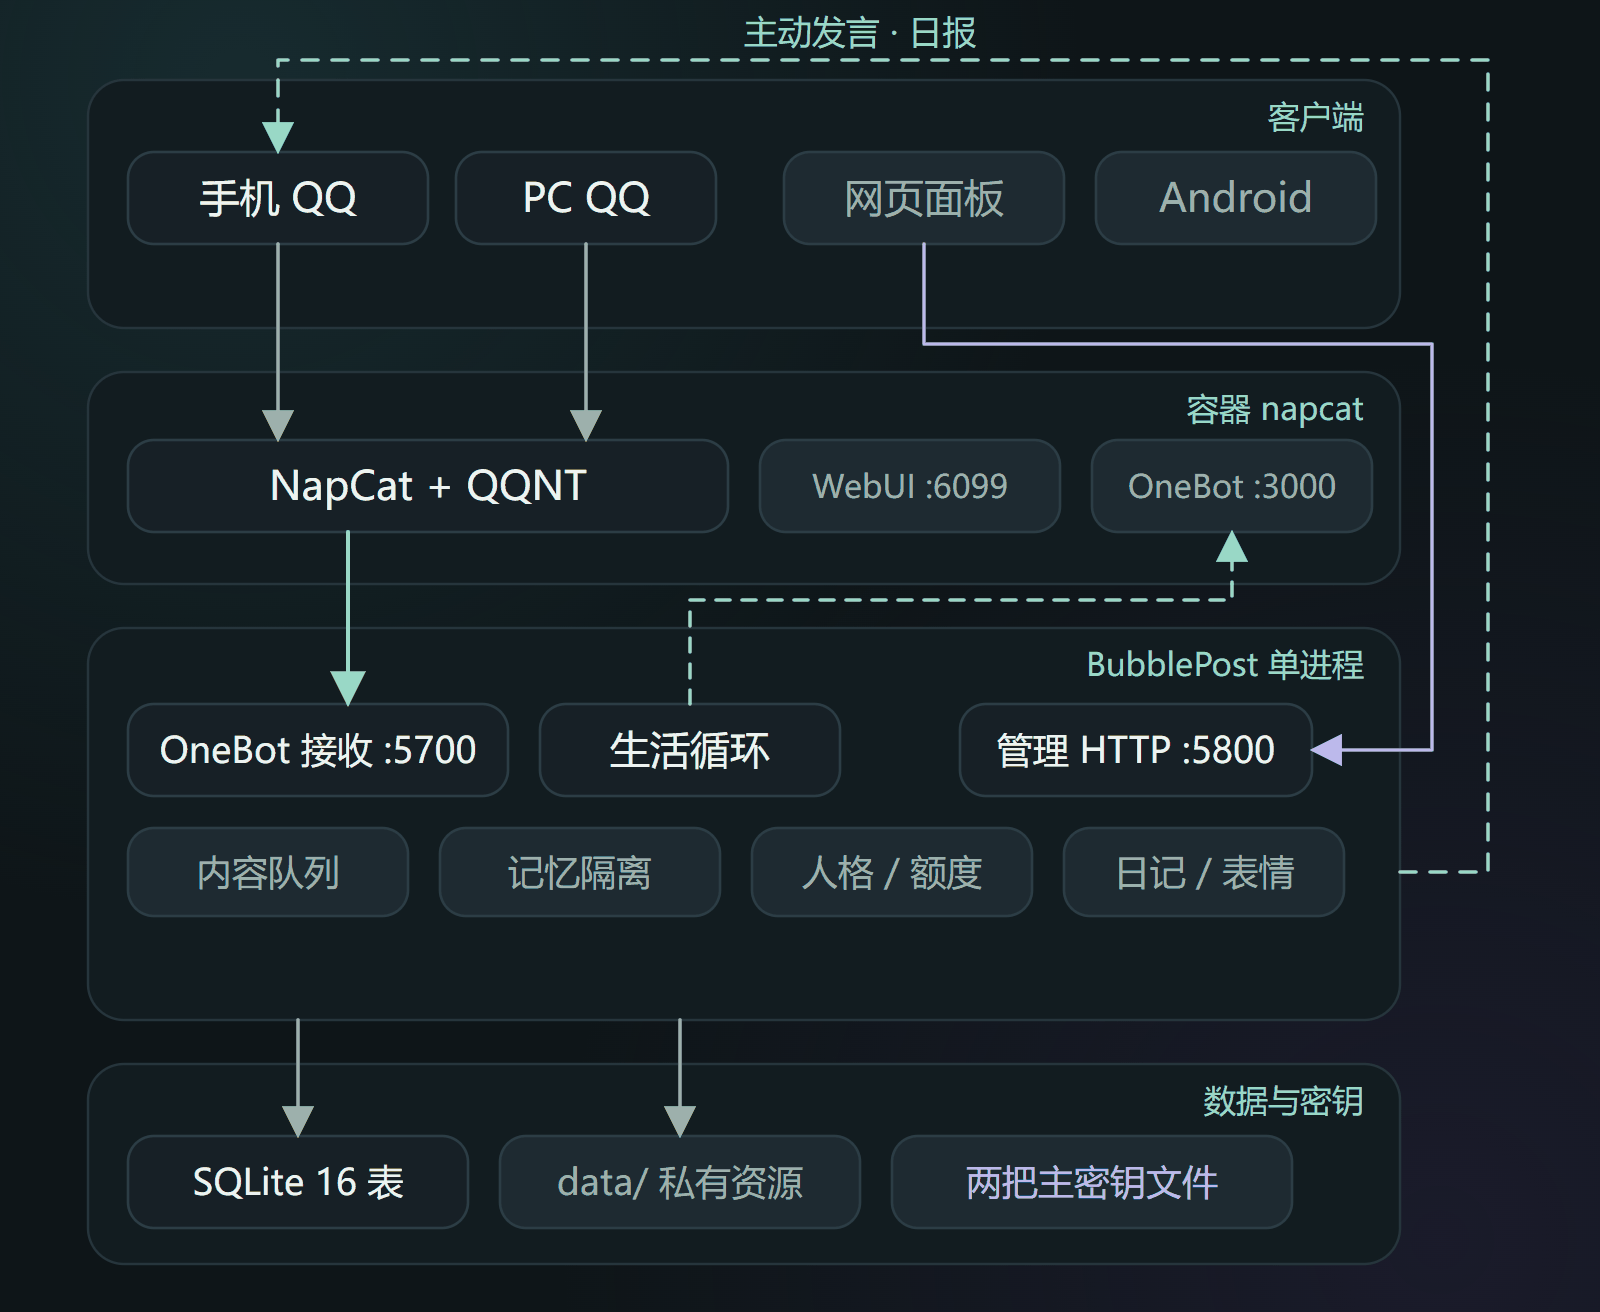 主动发言 · 日报
客户端
手机 QQ
PC QQ
网页面板
Android
容器 napcat
NapCat + QQNT
WebUI :6099
OneBot :3000
BubblePost 单进程
OneBot 接收 :5700
生活循环
管理 HTTP :5800
内容队列
记忆隔离
人格 / 额度
日记 / 表情
数据与密钥
SQLite 16 表
data/ 私有资源
两把主密钥文件